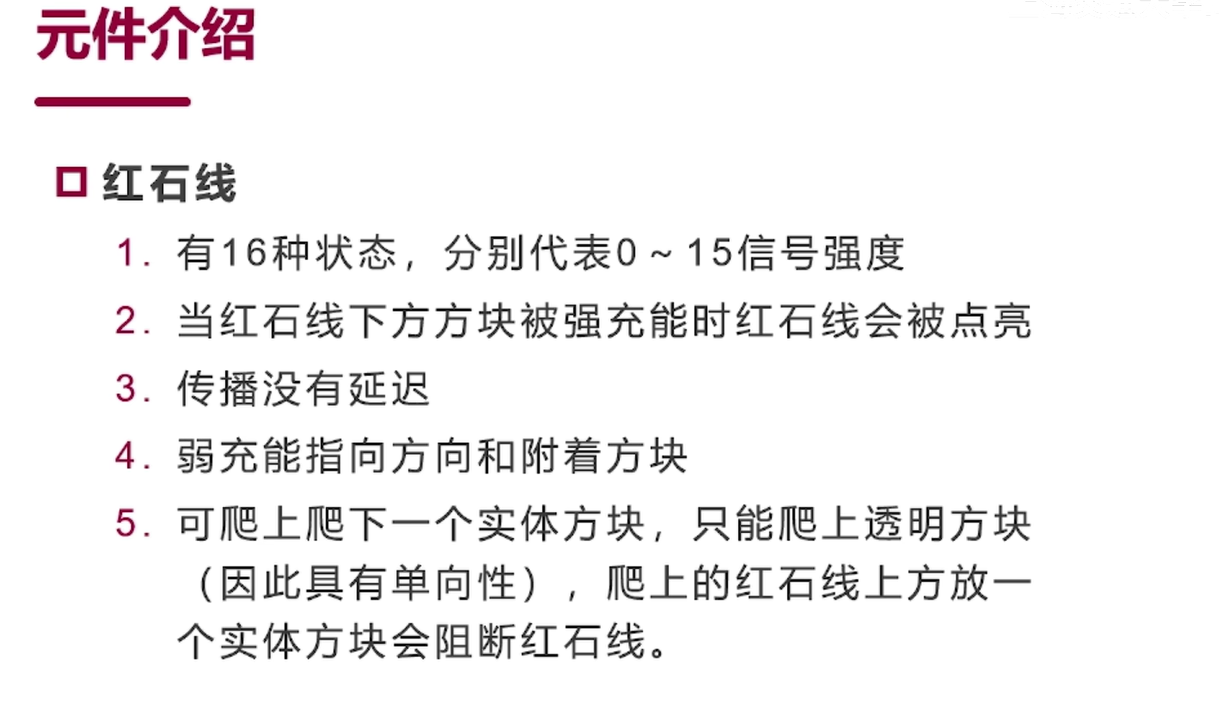 元件介绍
红石线
1. 有16种状态，分别代表0～15信号强度
2. 当红石线下方方块被强充能时红石线会被点亮
3. 传播没有延迟
4. 弱充能指向方向和附着方块
5. 可爬上爬下一个实体方块，只能爬上透明方块
（因此具有单向性），爬上的红石线上方放一
个实体方块会阻断红石线。